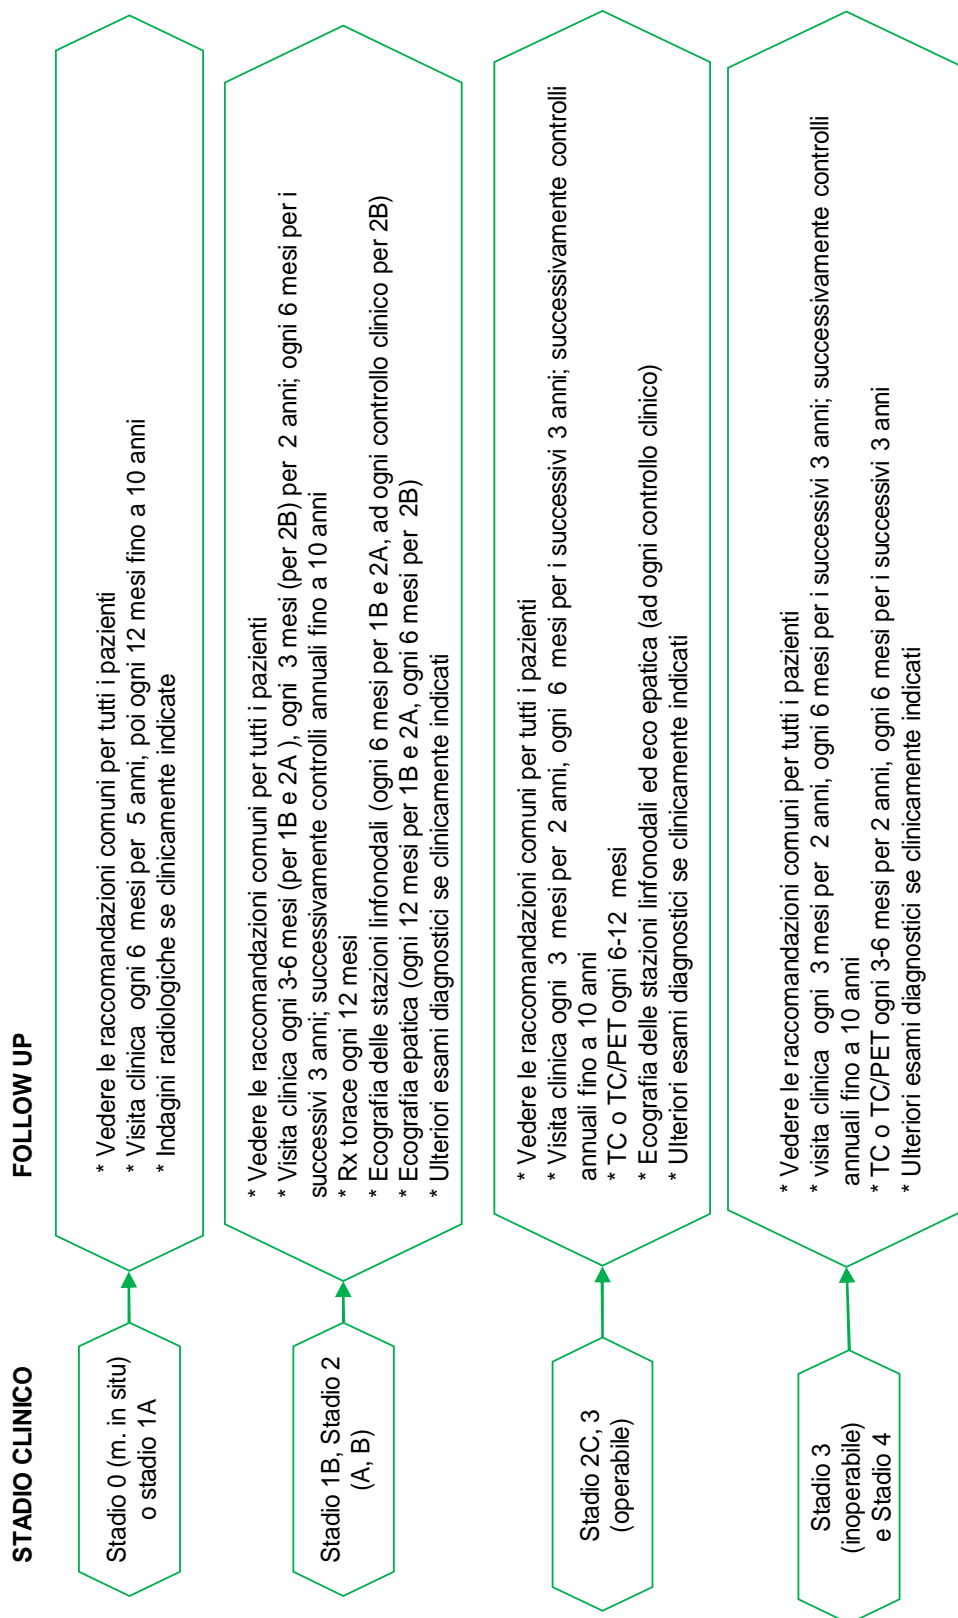 STADIO CLINICO
FOLLOW UP
Stadio 0 (m. in situ)
o stadio 1A
* Vedere le raccomandazioni comuni per tutti i pazienti
* Visita clinica ogni 6 mesi per 5 anni, poi ogni 12 mesi fino a 10 anni
* Indagini radiologiche se clinicamente indicate
Stadio 1B, Stadio 2
(A, B)
* Vedere le raccomandazioni comuni per tutti i pazienti
* Visita clinica ogni 3-6 mesi (per 1B e 2A ), ogni 3 mesi (per 2B) per 2 anni; ogni 6 mesi per i
successivi 3 anni; successivamente controlli annuali fino a 10 anni
* Rx torace ogni 12 mesi
* Ecografia delle stazioni linfonodali (ogni 6 mesi per 1B e 2A, ad ogni controllo clinico per 2B)
* Ecografia epatica (ogni 12 mesi per 1B e 2A, ogni 6 mesi per 2B)
* Ulteriori esami diagnostici se clinicamente indicati
Stadio 2C, 3
(operabile)
* Vedere le raccomandazioni comuni per tutti i pazienti
* Visita clinica ogni 3 mesi per 2 anni, ogni 6 mesi per i successivi 3 anni; successivamente controlli
annuali fino a 10 anni
* TC o TC/PET ogni 6-12 mesi
* Ecografia delle stazioni linfonodali ed eco epatica (ad ogni controllo clinico)
* Ulteriori esami diagnostici se clinicamente indicati
Stadio 3
(inoperabile)
e Stadio 4
* Vedere le raccomandazioni comuni per tutti i pazienti
* visita clinica ogni 3 mesi per 2 anni, ogni 6 mesi per i successivi 3 anni; successivamente controlli
annuali fino a 10 anni
* TC o TC/PET ogni 3-6 mesi per 2 anni, ogni 6 mesi per i successivi 3 anni
* Ulteriori esami diagnostici se clinicamente indicati